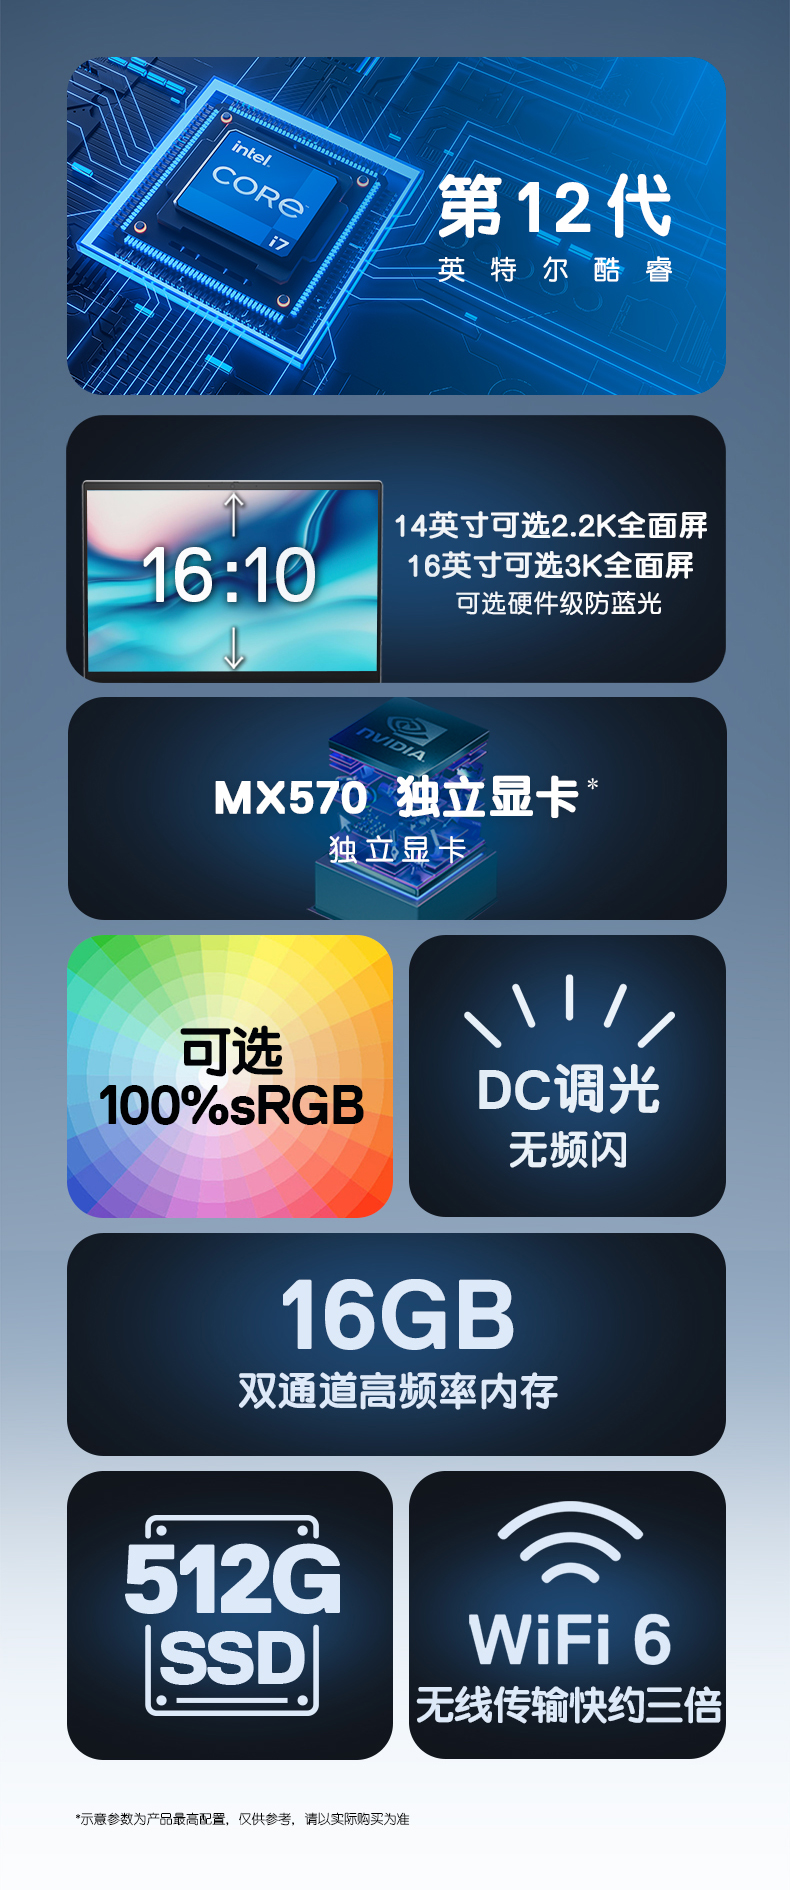 intel.
CORE
i7
第12代
英特尔酷睿
16:10
14英寸可选2.2K全面屏
16英寸可选3K全面屏
可选硬件级防蓝光
NVIDIA.
MX570 独立显卡*
独立显卡
可选
100%sRGB
DC调光
无频闪
16GB
双通道高频率内存
512G
SSD
WiFi 6
无线传输快约三倍
*示意参数为产品最高配置，仅供参考，请以实际购买为准